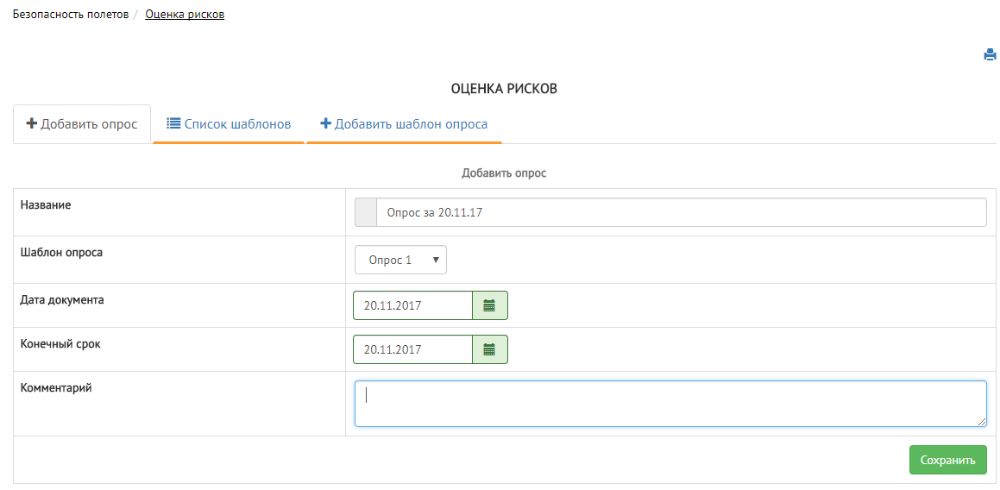 Безопасность полетов / Оценка рисков
ОЦЕНКА РИСКОВ
Добавить опрос Список шаблонов Добавить шаблон опроса
Добавить опрос
Название Опрос за 20.11.17
Шаблон опроса Опрос 1
Дата документа 20.11.2017
Конечный срок 20.11.2017
Комментарий
Сохранить